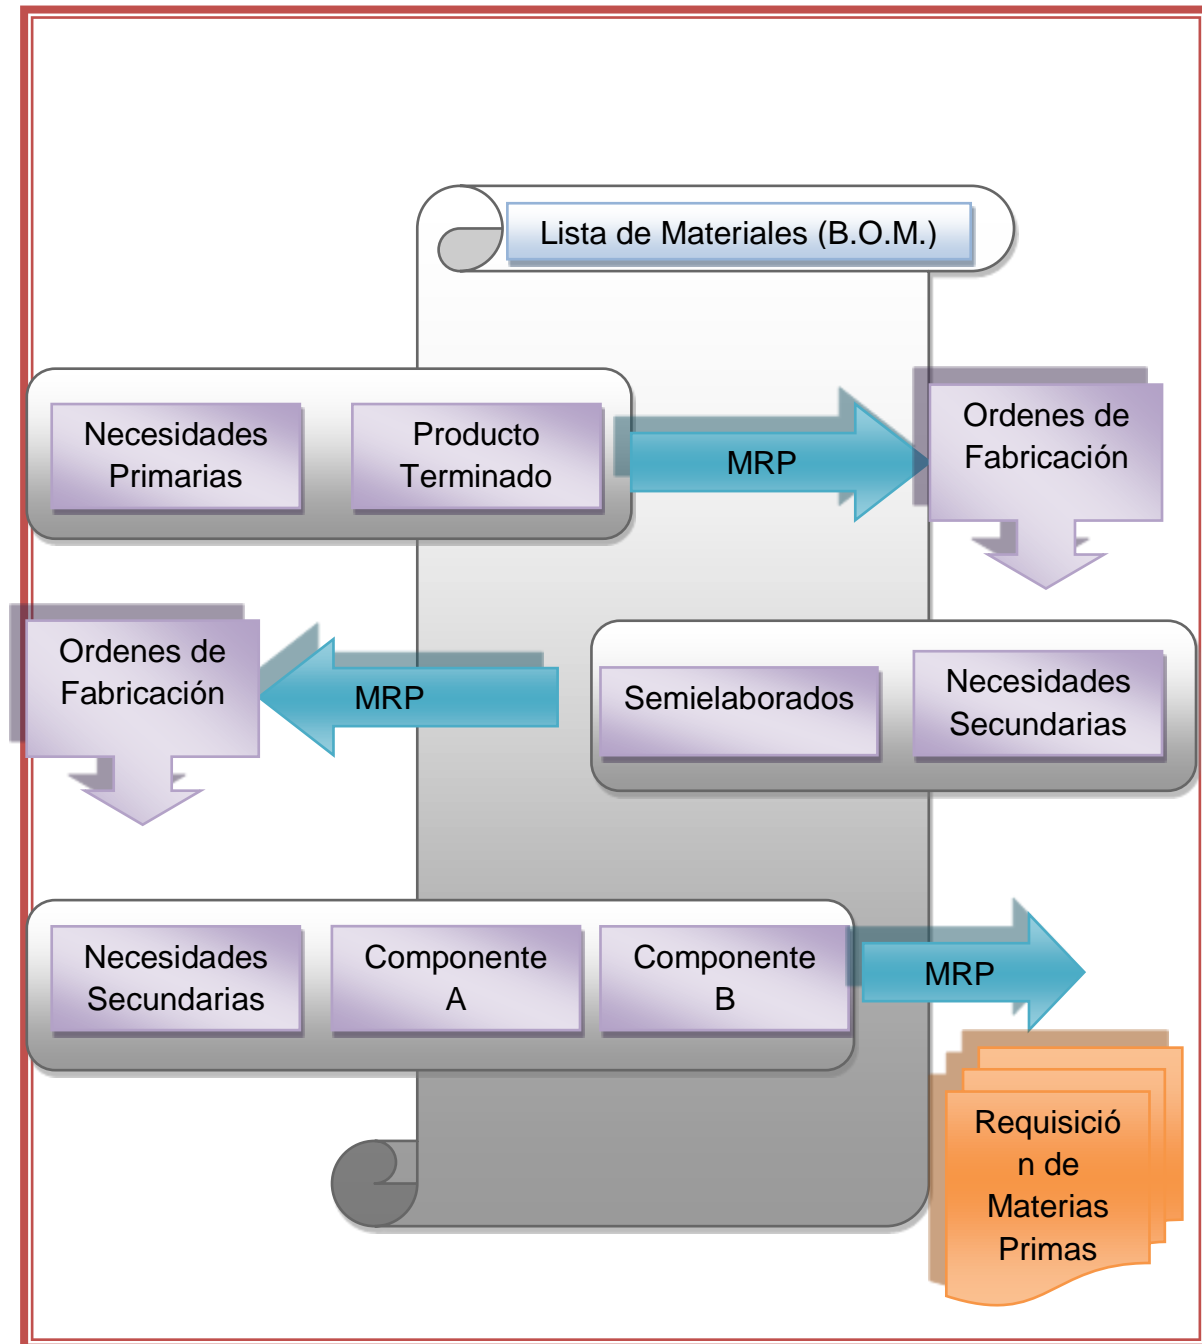 Lista de Materiales (B.O.M.)
Necesidades
Primarias
Producto
Terminado
MRP
Ordenes de
Fabricación
Ordenes de
Fabricación
MRP
Semielaborados
Necesidades
Secundarias
Necesidades
Secundarias
Componente
A
Componente
B
MRP
Requisició
n de
Materias
Primas